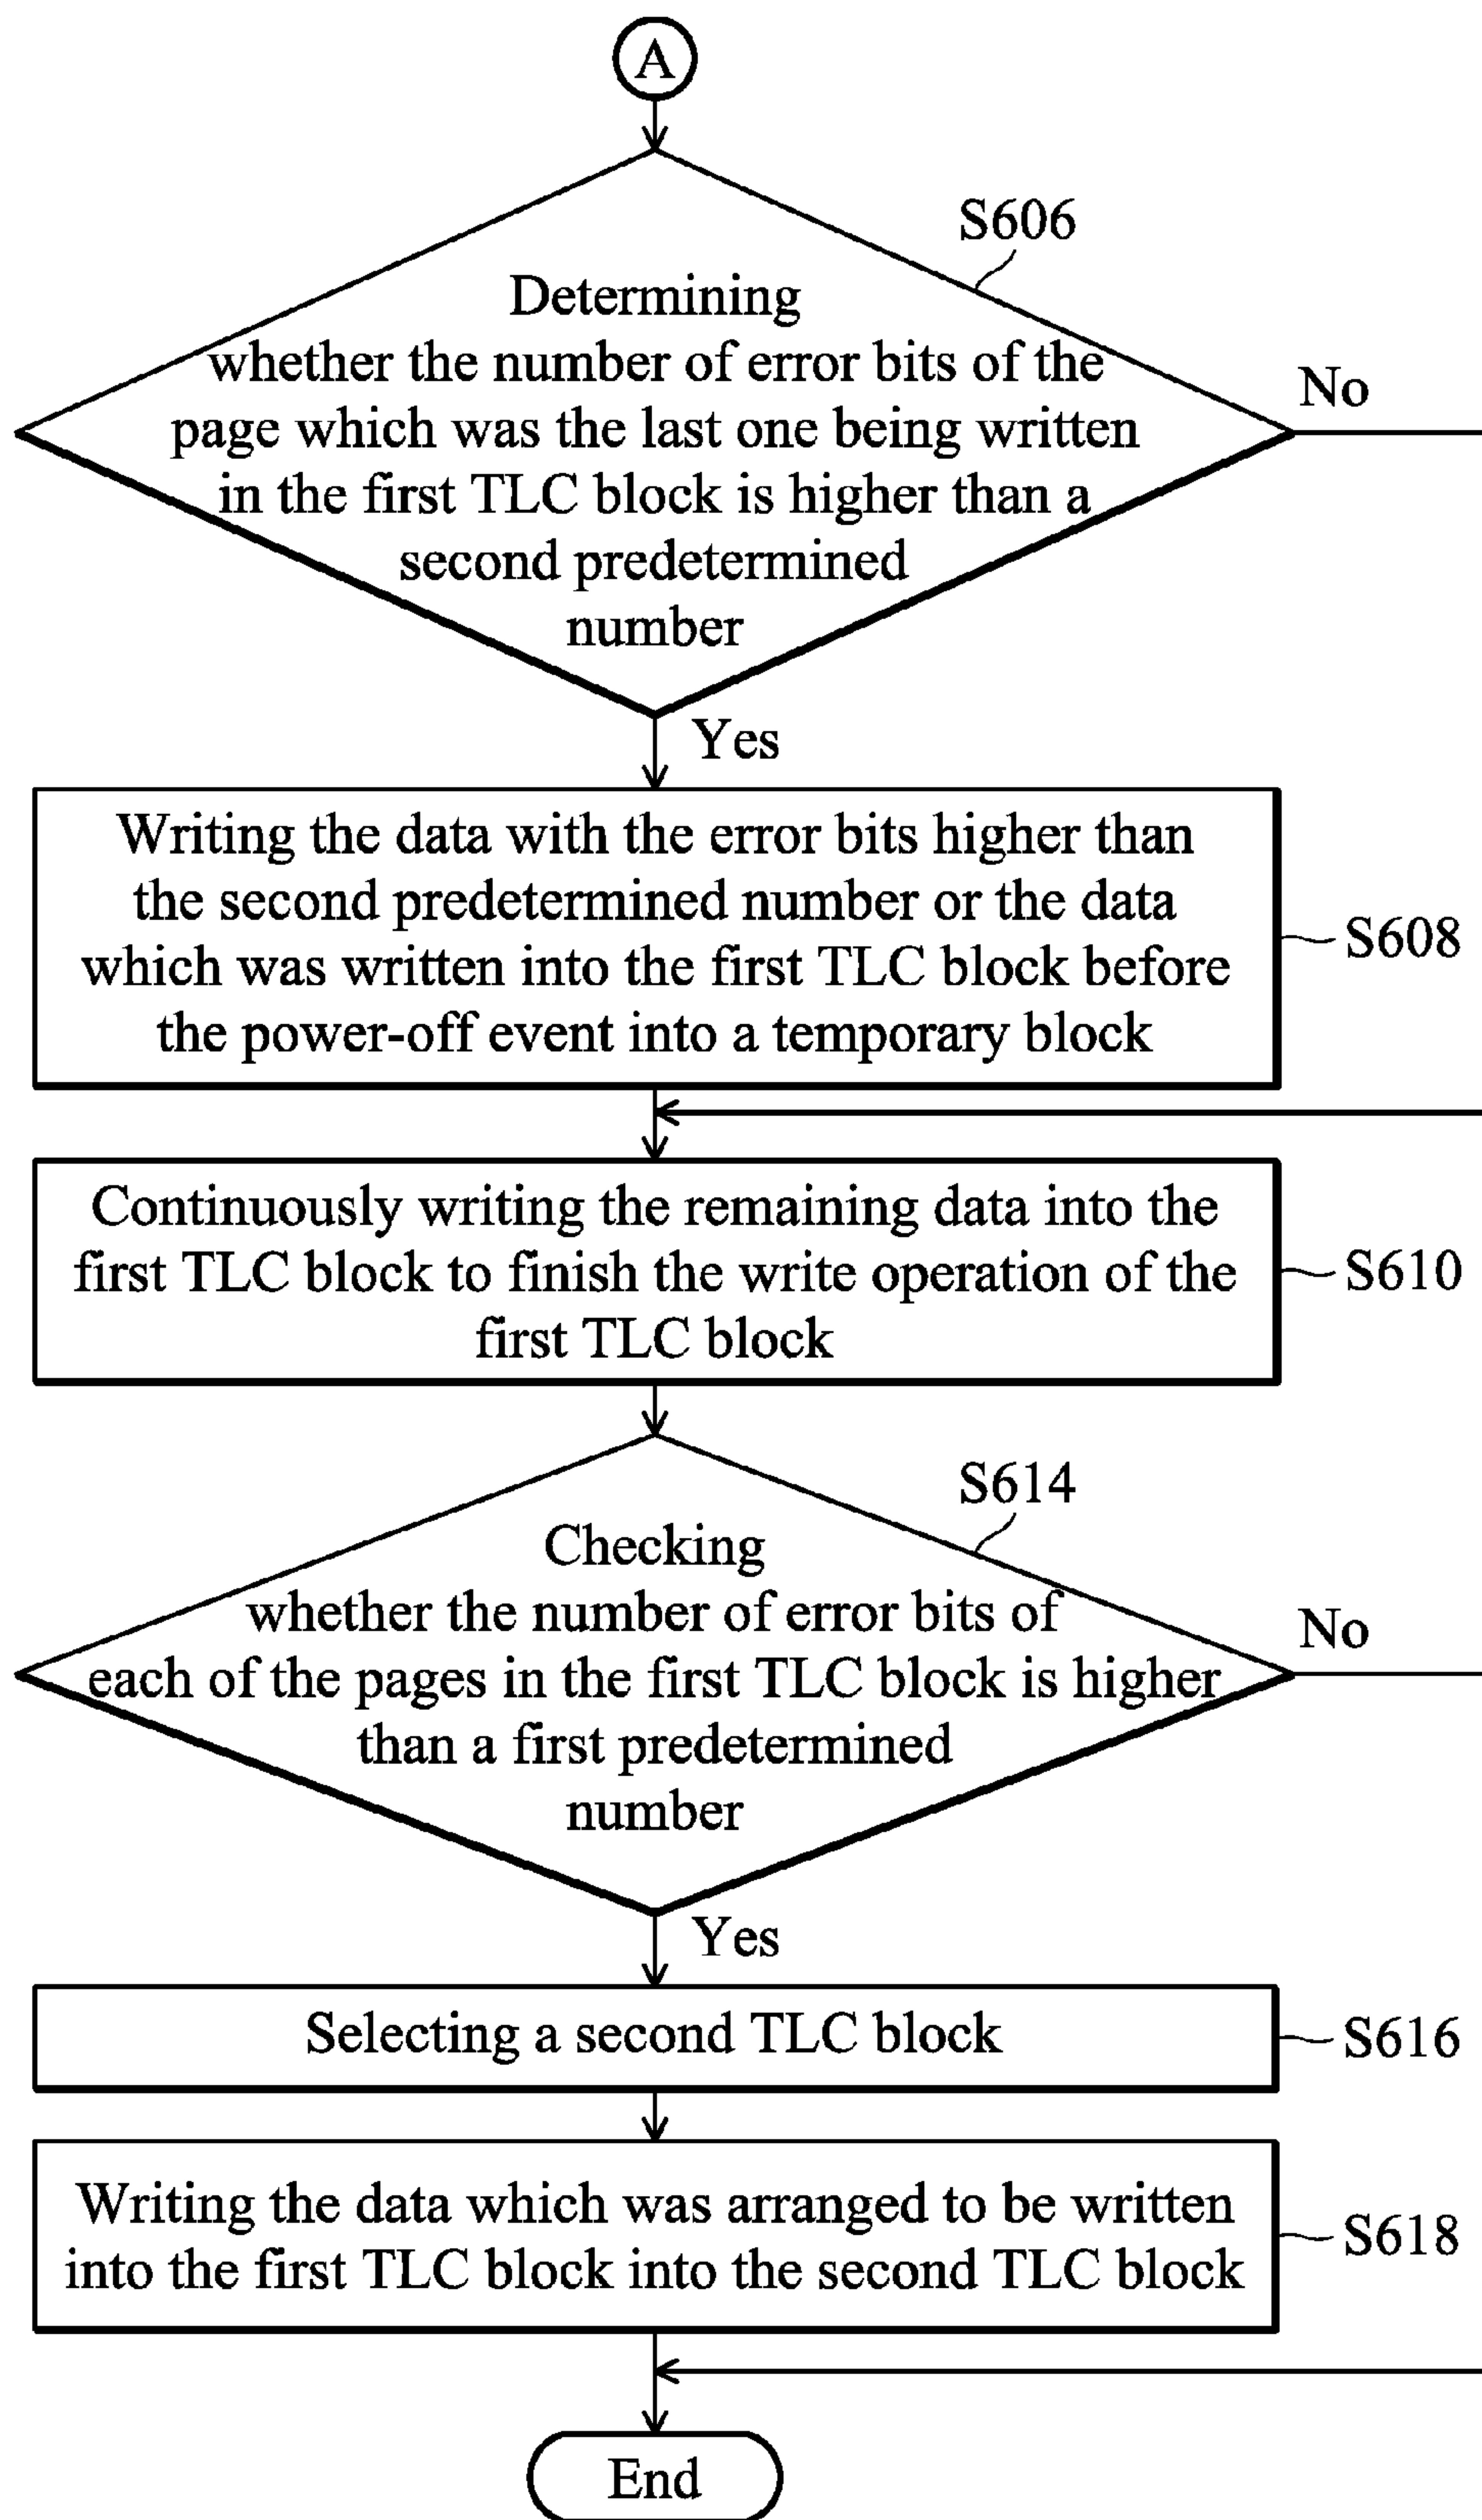 A
S606
Determining
whether the number of error bits of the
page which was the last one being written
in the first TLC block is higher than a
second predetermined
number
No
Yes
Writing the data with the error bits higher than
the second predetermined number or the data
which was written into the first TLC block before
the power-off event into a temporary block
S608
Continuously writing the remaining data into the
first TLC block to finish the write operation of the
first TLC block
S610
S614
Checking
whether the number of error bits of
each of the pages in the first TLC block is higher
than a first predetermined
number
No
Yes
Selecting a second TLC block
S616
Writing the data which was arranged to be written
into the first TLC block into the second TLC block
S618
End